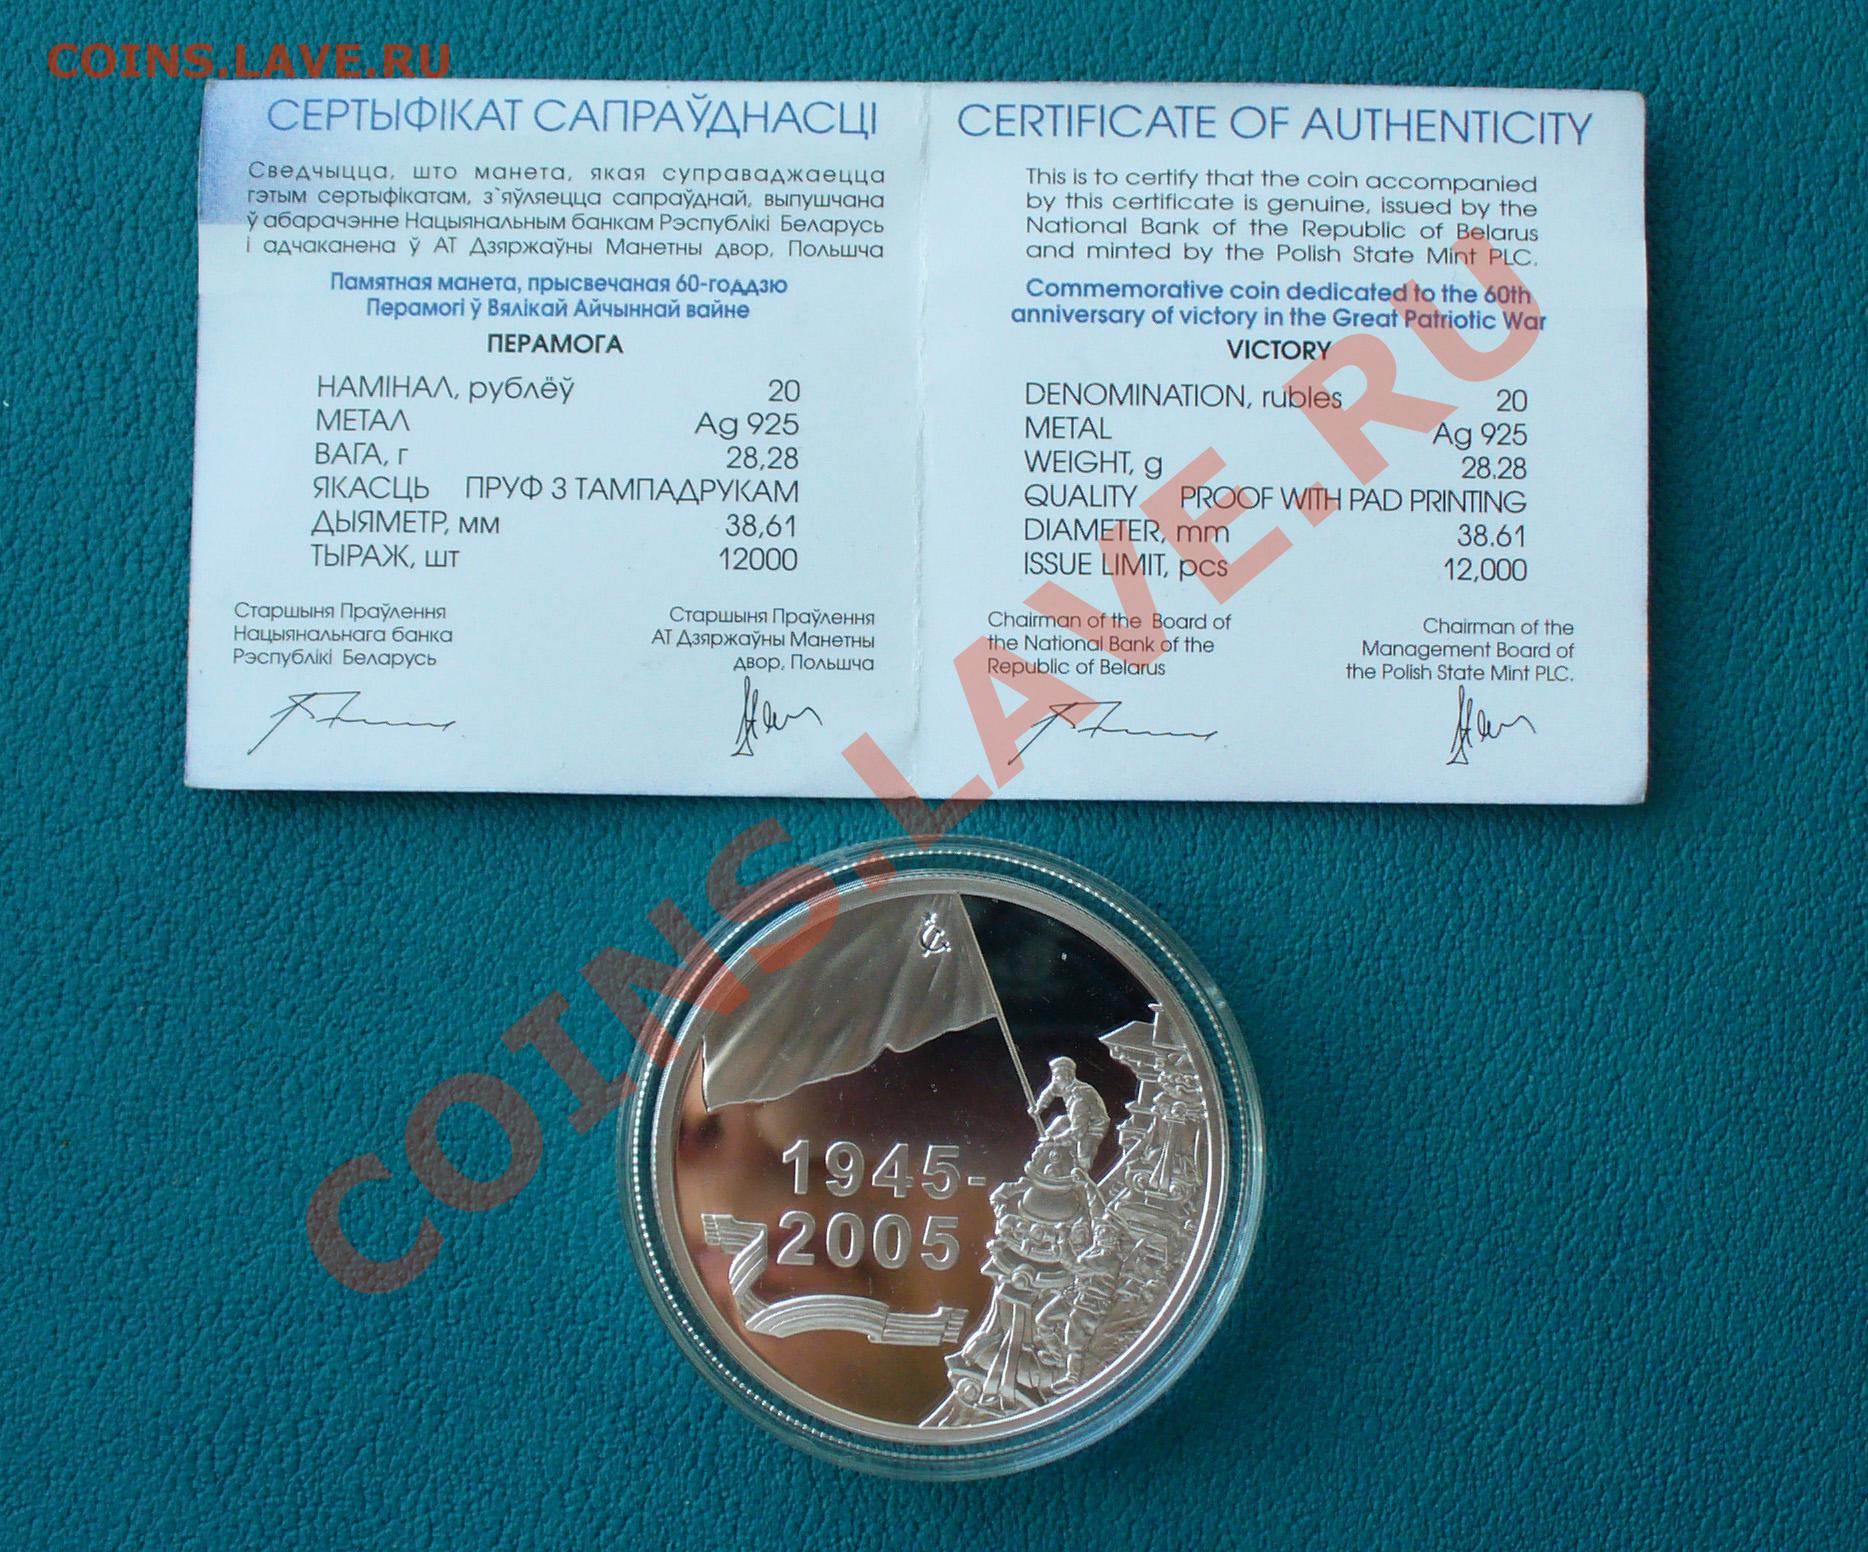 COINS.LAVE.RU
СЕРТЫФІКАТ САПРАЎДНАСЦІ
Сведчыцца, што манета, якая суправаджаецца
гэтым сертыфікатам, з`яўляецца сапраўднай, выпушчана
ў абарачэнне Нацыянальным банкам Рэспублікі Беларусь
і адчаканена ў АТ Дзяржаўны Манетны двор, Польшча
Памятная манета, прысвечаная 60-годдзю
Перамогі ў Вялікай Айчыннай вайне
ПЕРАМОГА
НАМІНАЛ, рублёў 20
МЕТАЛ Ag 925
ВАГА, г 28,28
ЯКАСЦЬ ПРУФ З ТАМПАДРУКАМ
ДЫЯМЕТР, мм 38,61
ТЫРАЖ, шт 12000
Старшыня Праўлення
Нацыянальнага банка
Рэспублікі Беларусь
Старшыня Праўлення
АТ Дзяржаўны Манетны
двор, Польшча
CERTIFICATE OF AUTHENTICITY
This is to certify that the coin accompanied
by this certificate is genuine, issued by the
National Bank of the Republic of Belarus
and minted by the Polish State Mint PLC.
Commemorative coin dedicated to the 60th
anniversary of victory in the Great Patriotic War
VICTORY
DENOMINATION, rubles 20
METAL Ag 925
WEIGHT, g 28.28
QUALITY PROOF WITH PAD PRINTING
DIAMETER, mm 38.61
ISSUE LIMIT, pcs 12,000
Chairman of the Board of
the National Bank of the
Republic of Belarus
Chairman of the
Management Board of
the Polish State Mint PLC.
COINS.LAVE.RU
1945-
2005